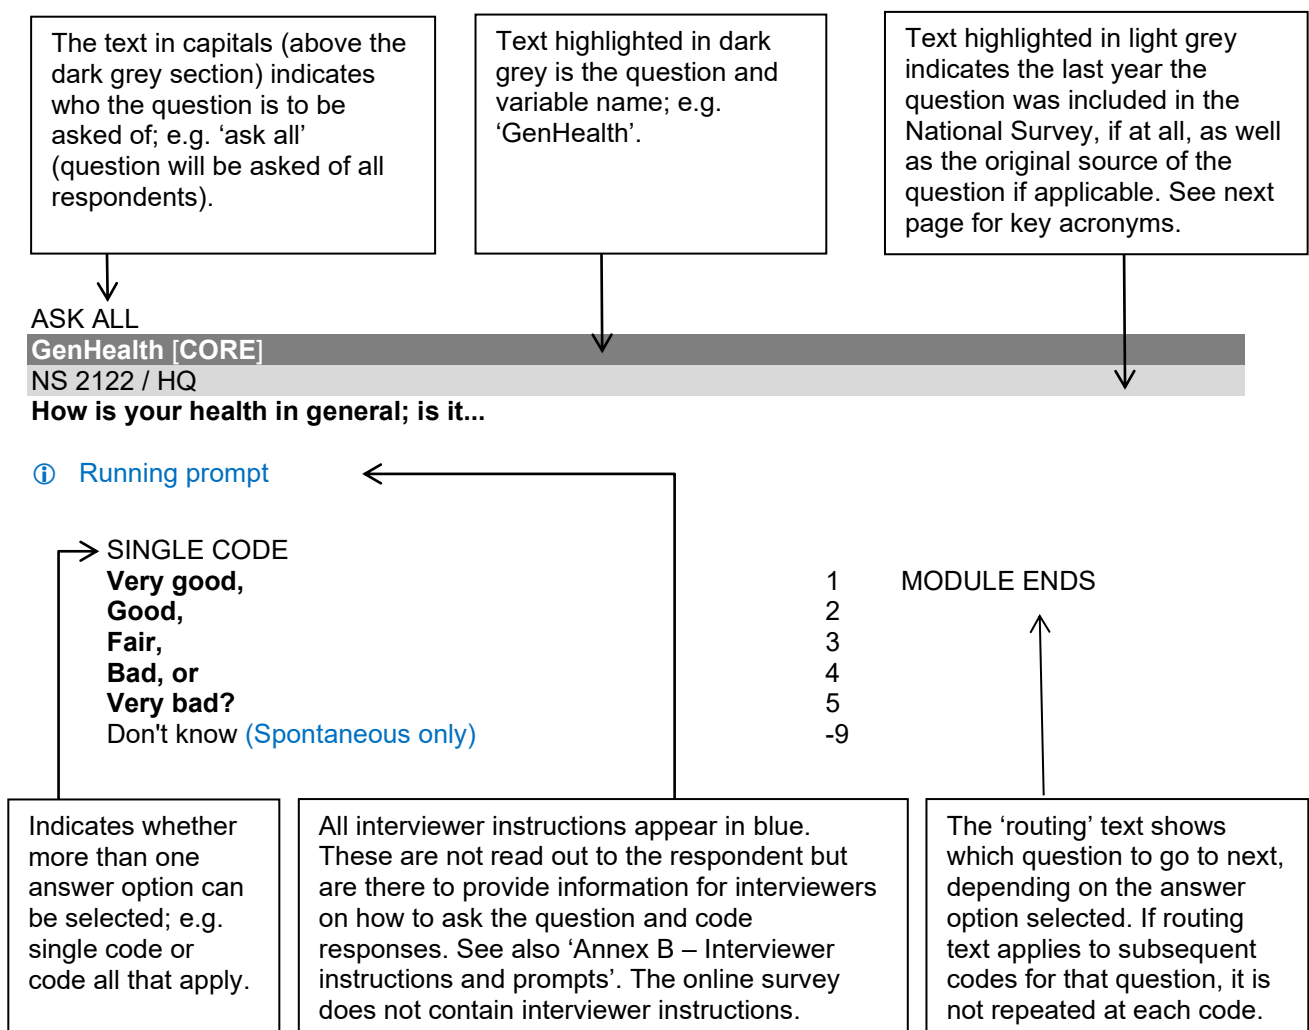 The text in capitals (above the
dark grey section) indicates
who the question is to be
asked of; e.g. ‘ask all’
(question will be asked of all
respondents).
Text highlighted in dark
grey is the question and
variable name; e.g.
‘GenHealth’.
Text highlighted in light grey
indicates the last year the
question was included in the
National Survey, if at all, as well
as the original source of the
question if applicable. See next
page for key acronyms.
ASK ALL
GenHealth [CORE]
NS 2122 / HQ
How is your health in general; is it...
Running prompt
SINGLE CODE
Very good, 1 MODULE ENDS
Good, 2
Fair, 3
Bad, or 4
Very bad? 5
Don't know (Spontaneous only) -9
Indicates whether
more than one
answer option can
be selected; e.g.
single code or
code all that apply.
All interviewer instructions appear in blue.
These are not read out to the respondent but
are there to provide information for interviewers
on how to ask the question and code
responses. See also ‘Annex B – Interviewer
instructions and prompts’. The online survey
does not contain interviewer instructions.
The ‘routing’ text shows
which question to go to next,
depending on the answer
option selected. If routing
text applies to subsequent
codes for that question, it is
not repeated at each code.